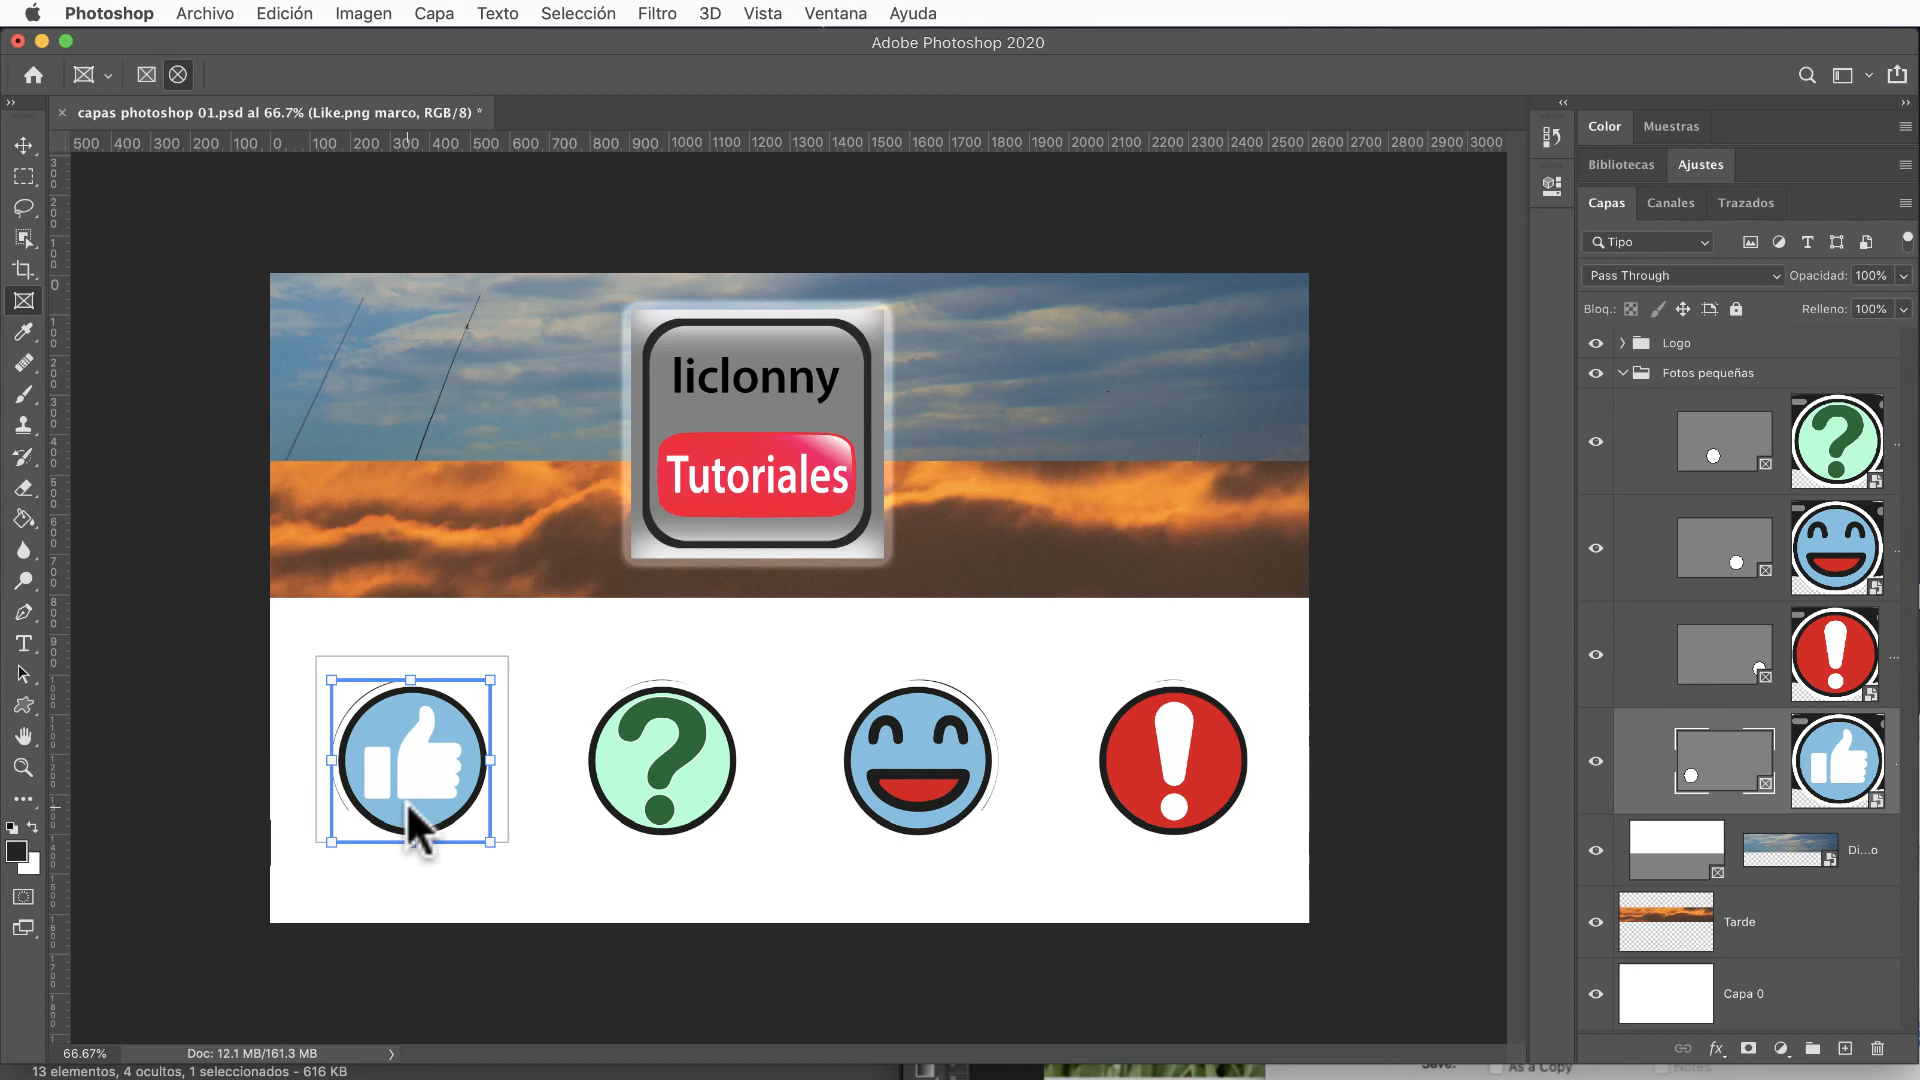 Photoshop Archivo Edición Imagen Capa Texto Selección Filtro 3D Vista Ventana Ayuda
Adobe Photoshop 2020
capas photoshop 01.psd al 66.7% (Like.png marco, RGB/8) *
500 400 300 200 100 0 100 200 300 400 500 600 700 800 900 1000 1100 1200 1300 1400 1500 1600 1700 1800 1900 2000 2100 2200 2300 2400 2500 2600 2700 2800 2900 3000
Color Muestras
Bibliotecas Ajustes
Capas Canales Trazados
Tipo
Pass Through Opacidad: 100%
Bloq.: Relleno: 100%
Logo
Fotos pequeñas
liclonny
Tutoriales
Di...o
Tarde
Capa 0
66.67% Doc: 12.1 MB/161.3 MB
13 elementos, 4 ocultos, 1 seleccionados - 616 KB
Save: As a Copy Notes